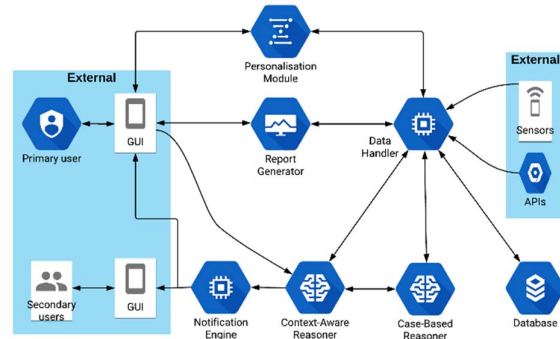 External
Personalisation
Module
External
Primary user
GUI
Report
Generator
Data
Handler
Sensors
APIs
Secondary
users
GUI
Notification
Engine
Context-Aware
Reasoner
Case-Based
Reasoner
Database